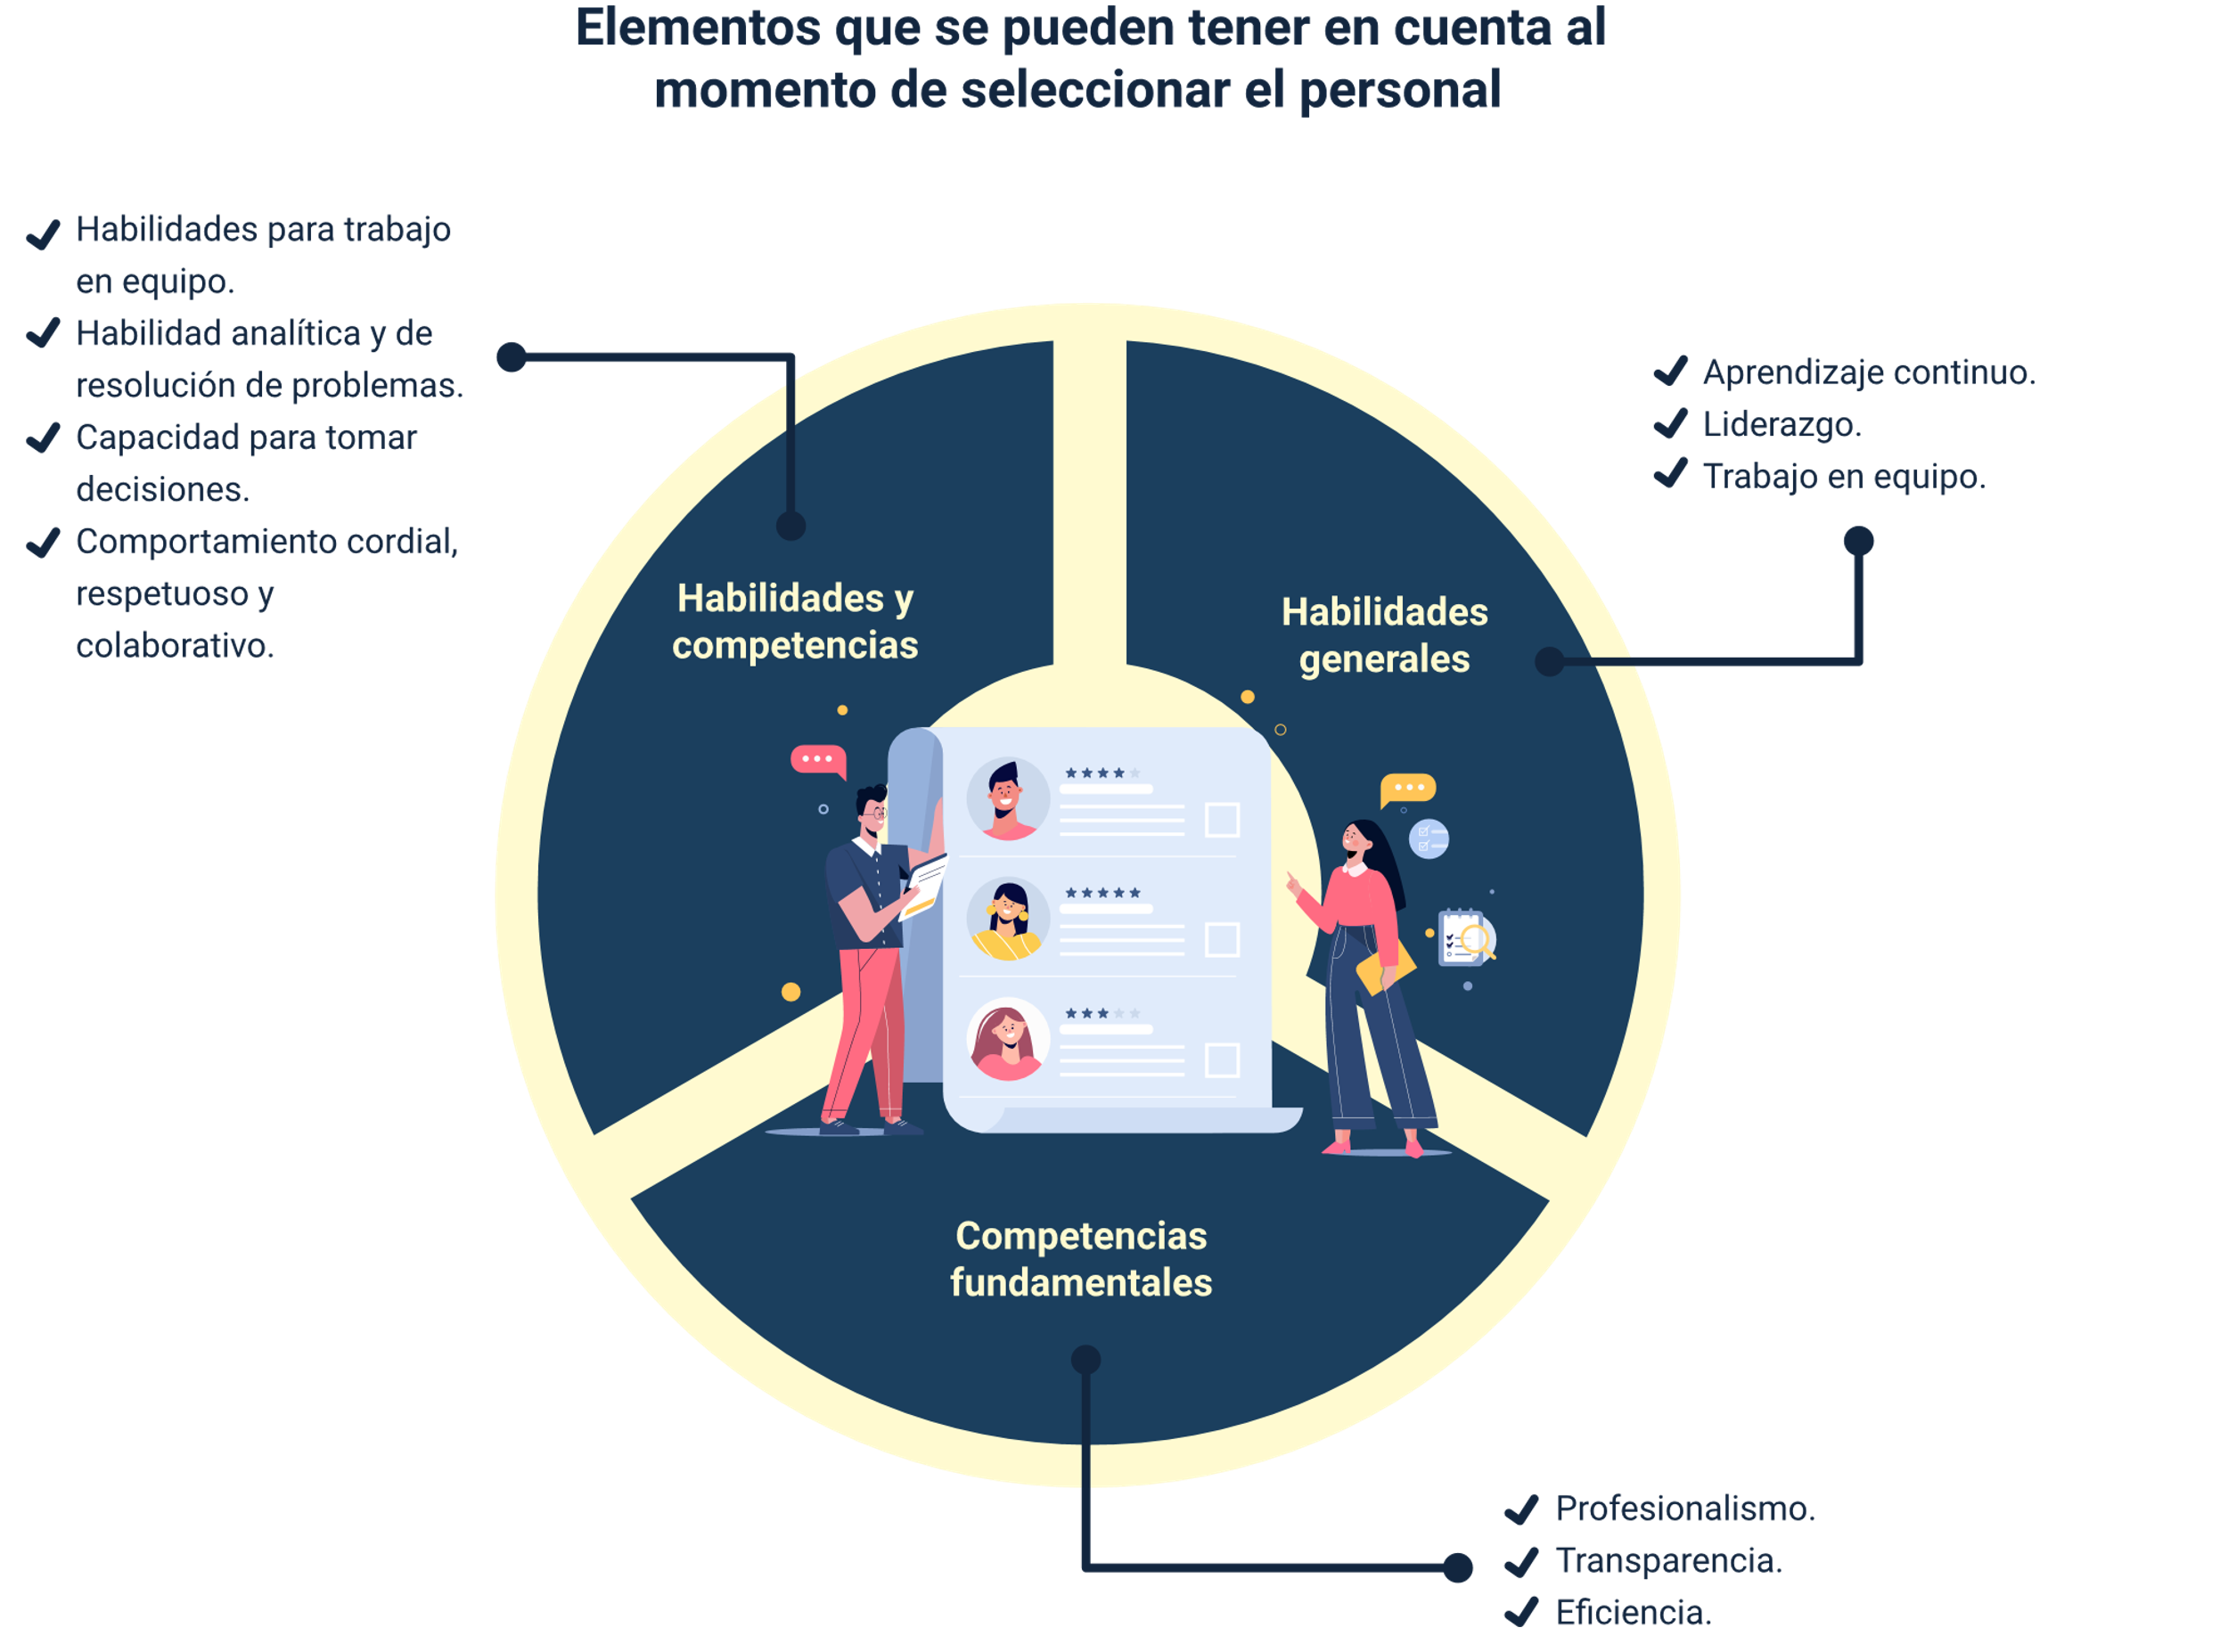 Elementos que se pueden tener en cuenta al
momento de seleccionar el personal
Habilidades para trabajo
en equipo.
Habilidad analítica y de
resolución de problemas.
Capacidad para tomar
decisiones.
Comportamiento cordial,
respetuoso y
colaborativo.
Aprendizaje continuo.
Liderazgo.
Trabajo en equipo.
Habilidades y
competencias
Habilidades
generales
Competencias
fundamentales
Profesionalismo.
Transparencia.
Eficiencia.